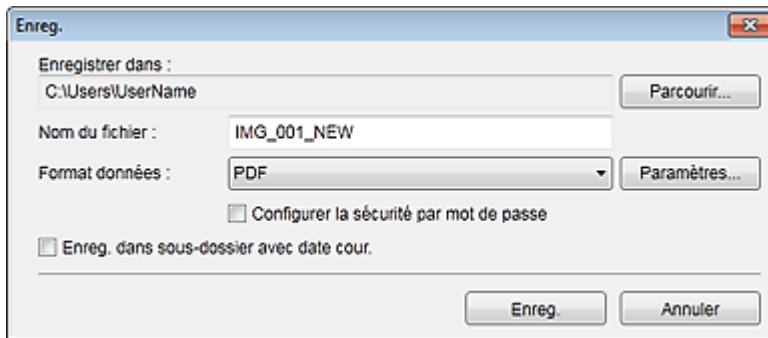 Enreg.
Enregistrer dans :
C:\Users\UserName
Parcourir...
Nom du fichier :
IMG_001_NEW
Format données :
PDF
Paramètres...
Configurer la sécurité par mot de passe
Enreg. dans sous-dossier avec date cour.
Enreg.
Annuler